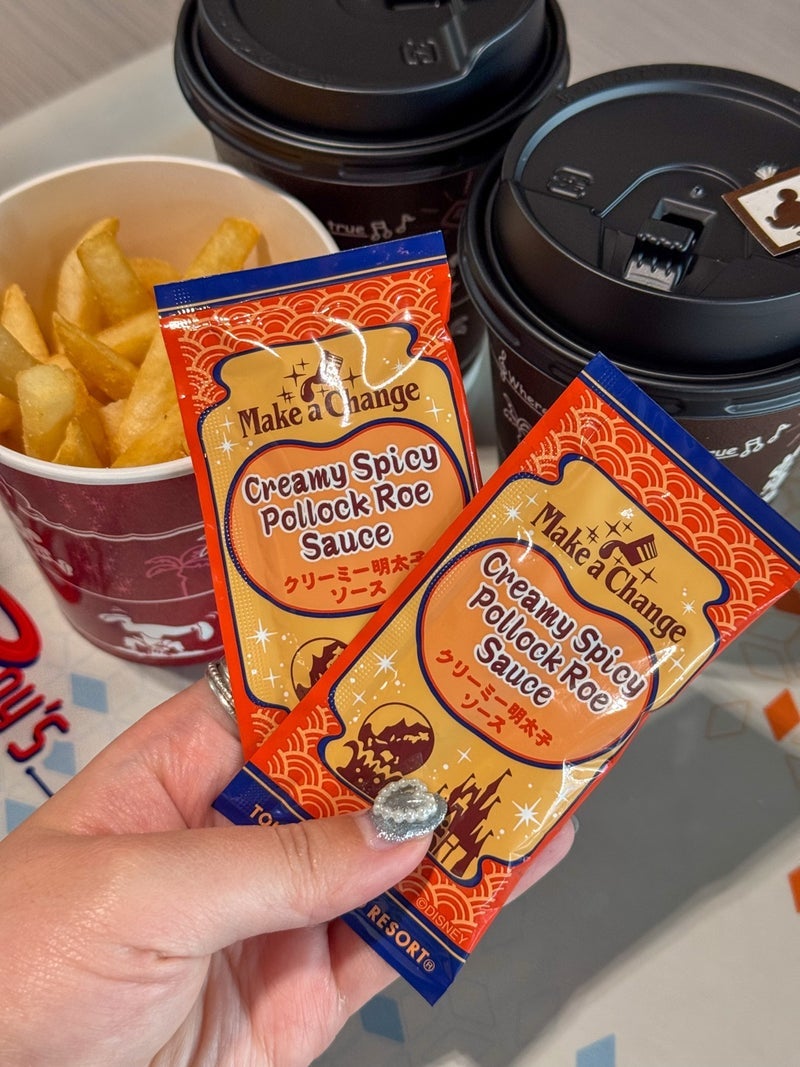 true
Make a Change
Creamy Spicy
Pollock Roe
Sauce
クリーミー明太子
ソース
Make a Change
Creamy Spicy
Pollock Roe
Sauce
クリーミー明太子
ソース
©DISNEY
RESORT®
Where